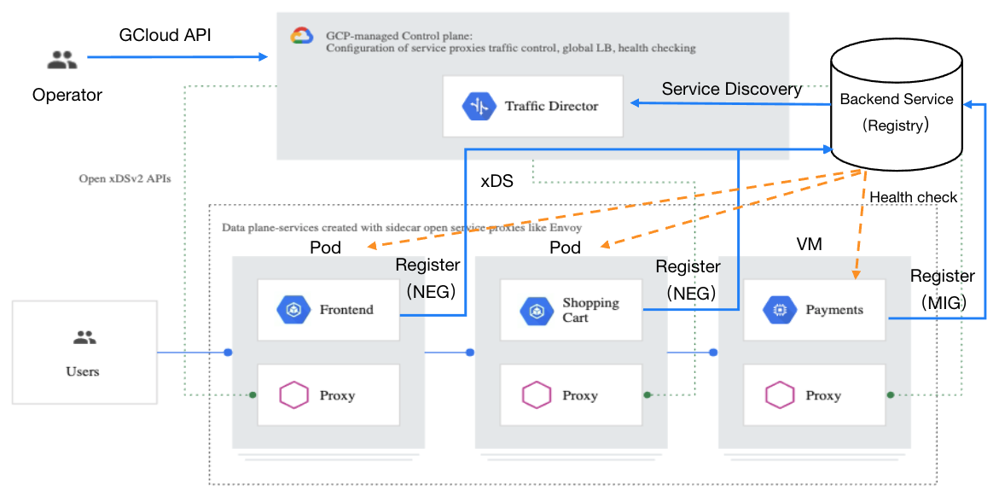 GCloud API
Operator
GCP-managed Control plane:
Configuration of service proxies traffic control, global LB, health checking
Traffic Director
Service Discovery
Backend Service
（Registry）
Open xDSv2 APIs
xDS
Health check
Data plane-services created with sidecar open service proxies like Envoy
Pod
Pod
VM
Register
（NEG）
Register
（NEG）
Register
（MIG）
Frontend
Shopping
Cart
Payments
Users
Proxy
Proxy
Proxy